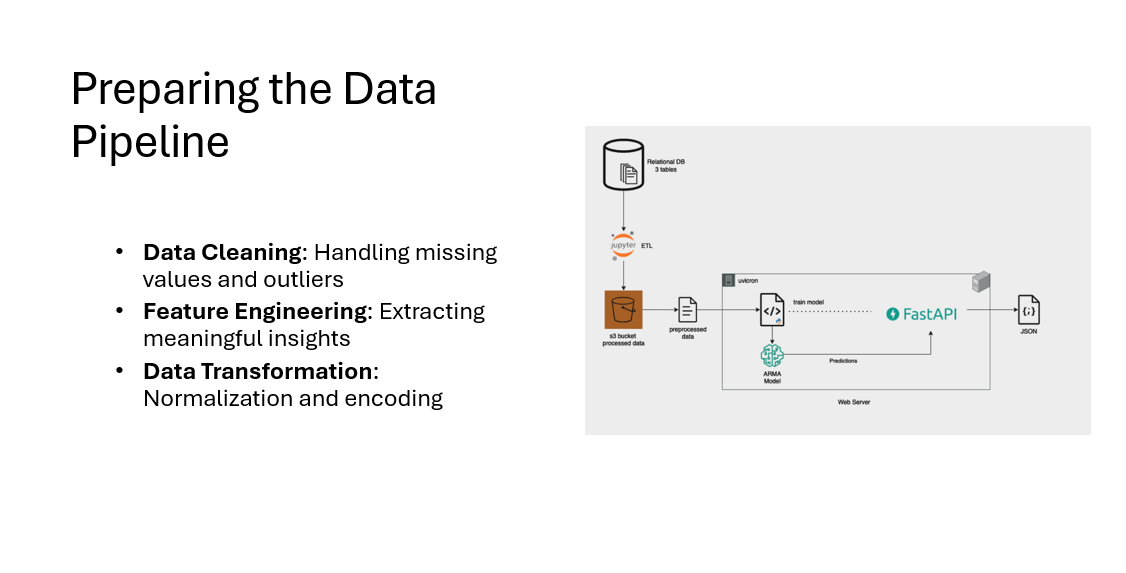 Preparing the Data
Pipeline
• Data Cleaning: Handling missing
values and outliers
• Feature Engineering: Extracting
meaningful insights
• Data Transformation:
Normalization and encoding
Relational DB
3 tables
jupyter
ETL
s3 bucket
processed data
preprocessed
data
uvicron
</>
train model
ARMA
Model
Predictions
FastAPI
{;}
JSON
Web Server